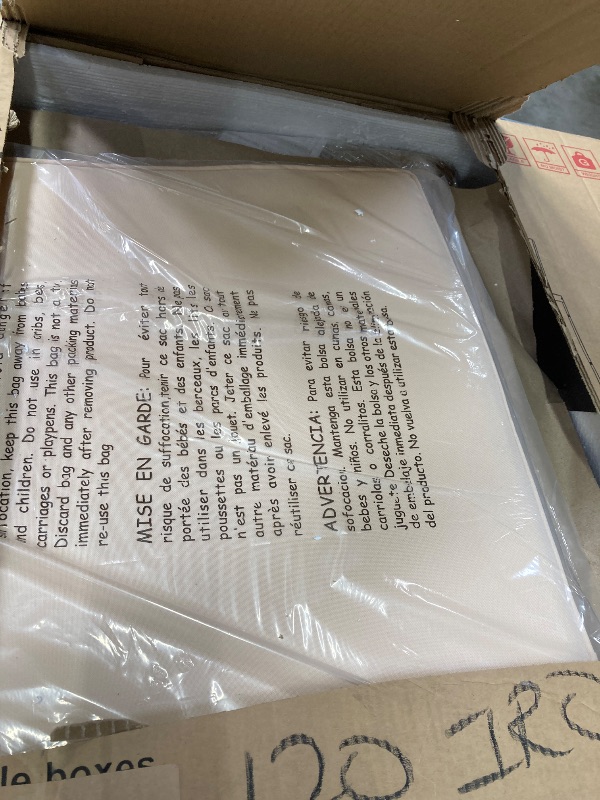 keep this bag away from babies
and children. Do not use in cribs, beds,
carriages or playpens. This bag is not a toy.
Discard bag and any other packing materials
immediately after removing product. Do not
re-use this bag
MISE EN GARDE: Pour éviter tout
risque de suffocation,tenir ce sac hors de
portée des bébés et des enfants. Ne pas
utiliser dans les berceaux, les lits les
poussettes ou les parcs d'enfants. Ce sac
n'est pas un jouet. Jeter ce sac et tout
autre matérau d'emballage immédiatement
après avoir enlevé les produits. Ne pas
réutiliser ce sac.
ADVERTENCIA: Para evitar riesgo de
sofocación. Mantenga esta bolsa alejada de
bebes y niños. No utilizar en cunas, camas,
carriolas o corralitos. Esta bolsa no es un
juguete Deseche la bolsa y los otros materiales
de embalaje inmediata después de la
del producto. No vuelva a utilizar esta bolsa.
le boxes
120 IRC